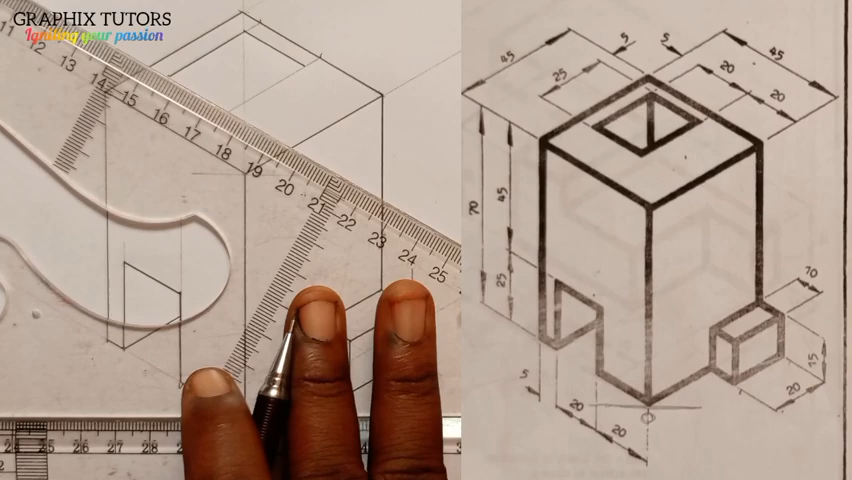 GRAPHIX TUTORS
Igniting your passion
11 12 13 14 15 16 17 18 19 20 21 22 23 24 25
24 25 26 27 28
45 5 5 45
25 20 20
70 45
25
10
15
20
5 20 20
O